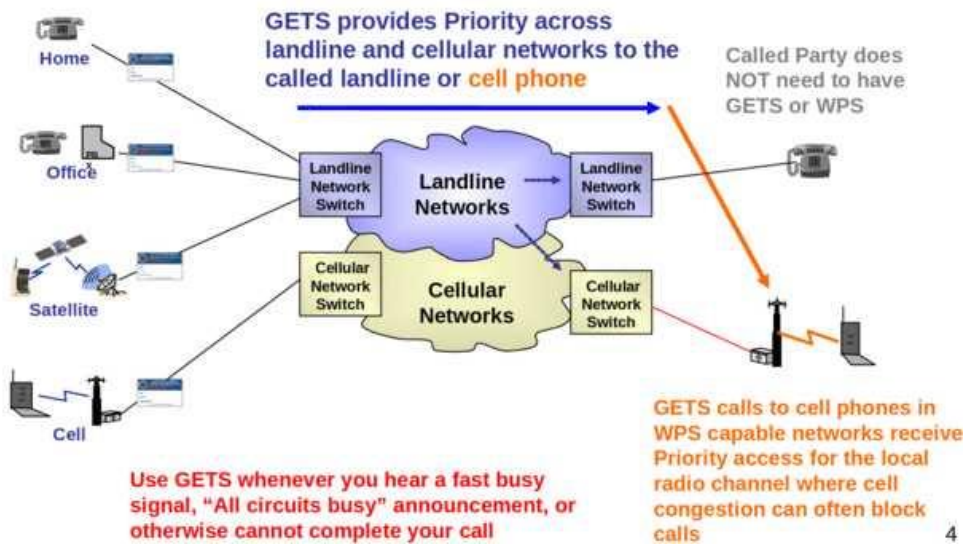 GETS provides Priority across
landline and cellular networks to the
called landline or cell phone
Called Party does
NOT need to have
GETS or WPS
Home
Office
Satellite
Cell
Landline
Network
Switch
Landline
Networks
Landline
Network
Switch
Cellular
Network
Switch
Cellular
Networks
Cellular
Network
Switch
Use GETS whenever you hear a fast busy
signal, “All circuits busy” announcement, or
otherwise cannot complete your call
GETS calls to cell phones in
WPS capable networks receive
Priority access for the local
radio channel where cell
congestion can often block
calls
4